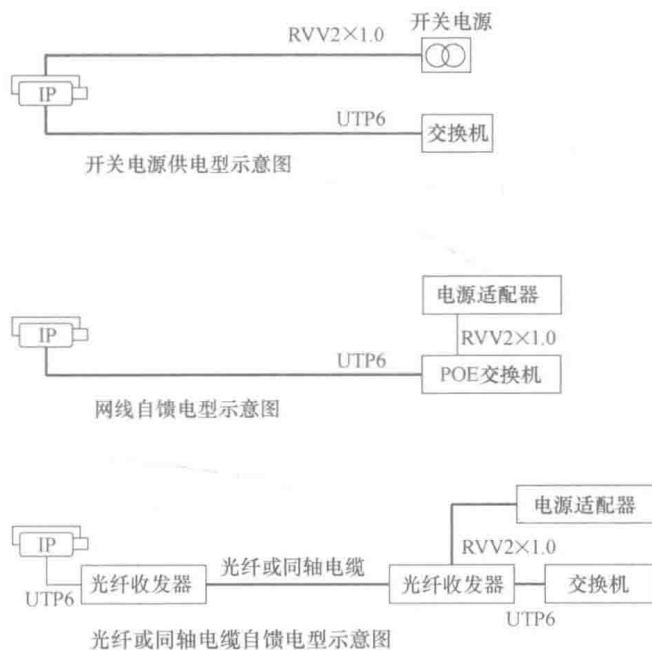 开关电源
RVV2×1.0
IP
UTP6
交换机
开关电源供电型示意图
电源适配器
IP
RVV2×1.0
UTP6
POE交换机
网线自馈电型示意图
电源适配器
IP
RVV2×1.0
光纤或同轴电缆
光纤收发器
光纤收发器
交换机
UTP6
UTP6
光纤或同轴电缆自馈电型示意图